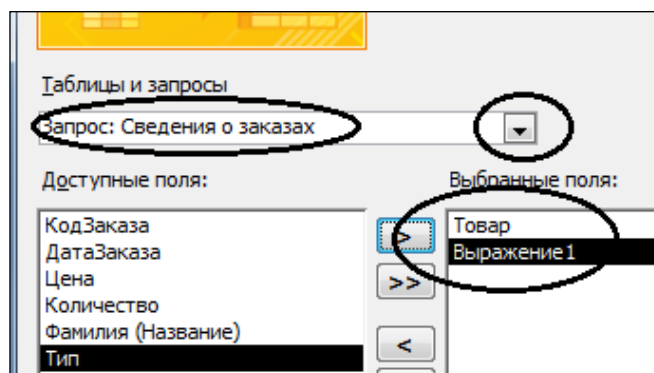 Таблицы и запросы
Запрос: Сведения о заказах
Доступные поля:
Выбранные поля:
КодЗаказа
ДатаЗаказа
Цена
Количество
Фамилия (Название)
Тип
>
>>
<
Товар
Выражение1